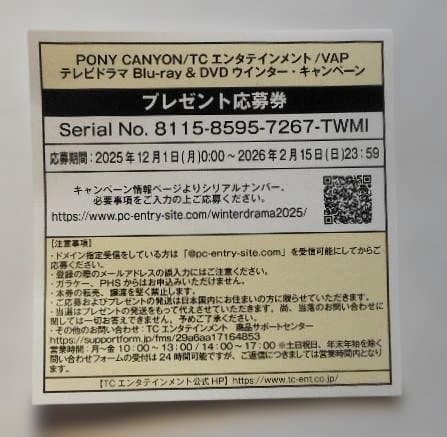 PONY CANYON/TCエンタテインメント/VAP
テレビドラマ Blu-ray & DVD ウインター・キャンペーン
プレゼント応募券
Serial No. 8115-8595-7267-TWMI
応募期間:2025年12月1日(月)0:00～2026年2月15日(日)23:59
キャンペーン情報ページよりシリアルナンバー、
必要事項をご入力の上ご応募ください。
https://www.pc-entry-site.com/winterdrama2025/
【注意事項】
・ドメイン指定受信をしている方は「@pc-entry-site.com」を受信可能にしてからご
応募ください。
・登録の際のメールアドレスの誤入力にはご注意ください。
・ガラケー、PHSからはお申込みいただけません。
・本券の転売、譲渡を堅く禁止します。
・ご応募およびプレゼントの発送は日本国内にお住まいの方に限らせていただきます。
・当選はプレゼントの発送をもって代えさせていただきます。尚、当落のお問い合わせに
関しては一切お答えできません。予めご了承ください。
・その他のお問い合わせ:TCエンタテインメント 商品サポートセンター
https://supportform.jp/fms/29a6aa17164853
営業時間:月～金 10:00～13:00/14:00～17:00 ※土日祝日、年末年始を除く
問い合わせフォームの受付は24時間可能ですが、ご返信につきましては営業時間内とな
ります。
【TCエンタテインメント公式HP】https://www.tc-ent.co.jp/